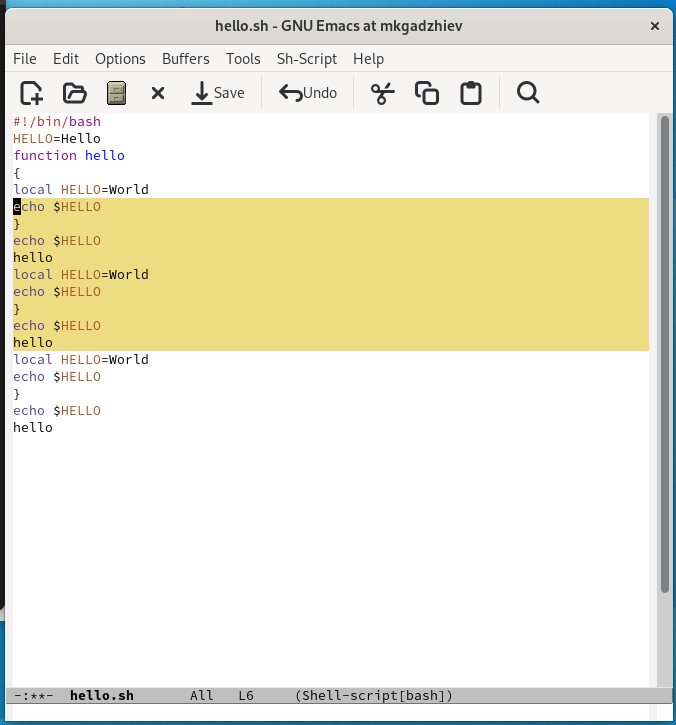 hello.sh - GNU Emacs at mkgadzhiev
File Edit Options Buffers Tools Sh-Script Help
Save Undo
#!/bin/bash
HELLO=Hello
function hello
{
local HELLO=World
echo $HELLO
}
echo $HELLO
hello
local HELLO=World
echo $HELLO
}
echo $HELLO
hello
local HELLO=World
echo $HELLO
}
echo $HELLO
hello
-:**- hello.sh All L6 (Shell-script[bash])